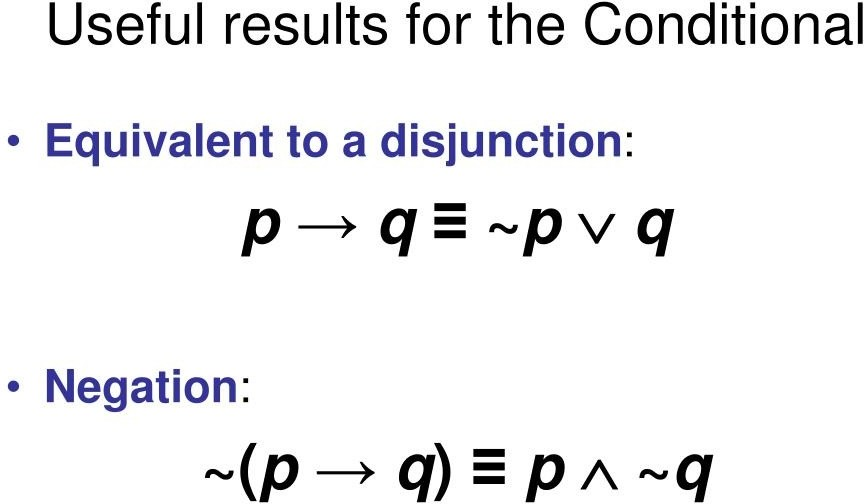 Useful results for the Conditional
• Equivalent to a disjunction:
p → q ≡ ~p ∨ q
• Negation:
~(p → q) ≡ p ∧ ~q